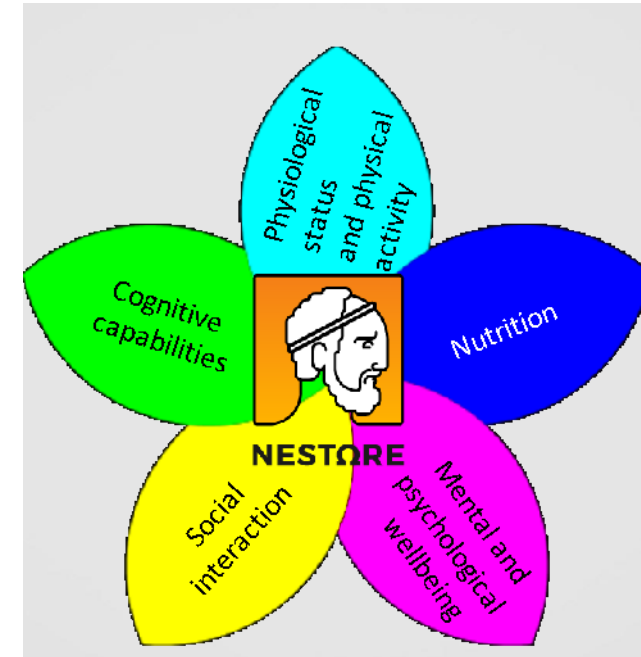 Physiological
status
and physical
activity
Cognitive
capabilities
Nutrition
NESTΩRE
Social
interaction
Mental and
psychological
wellbeing